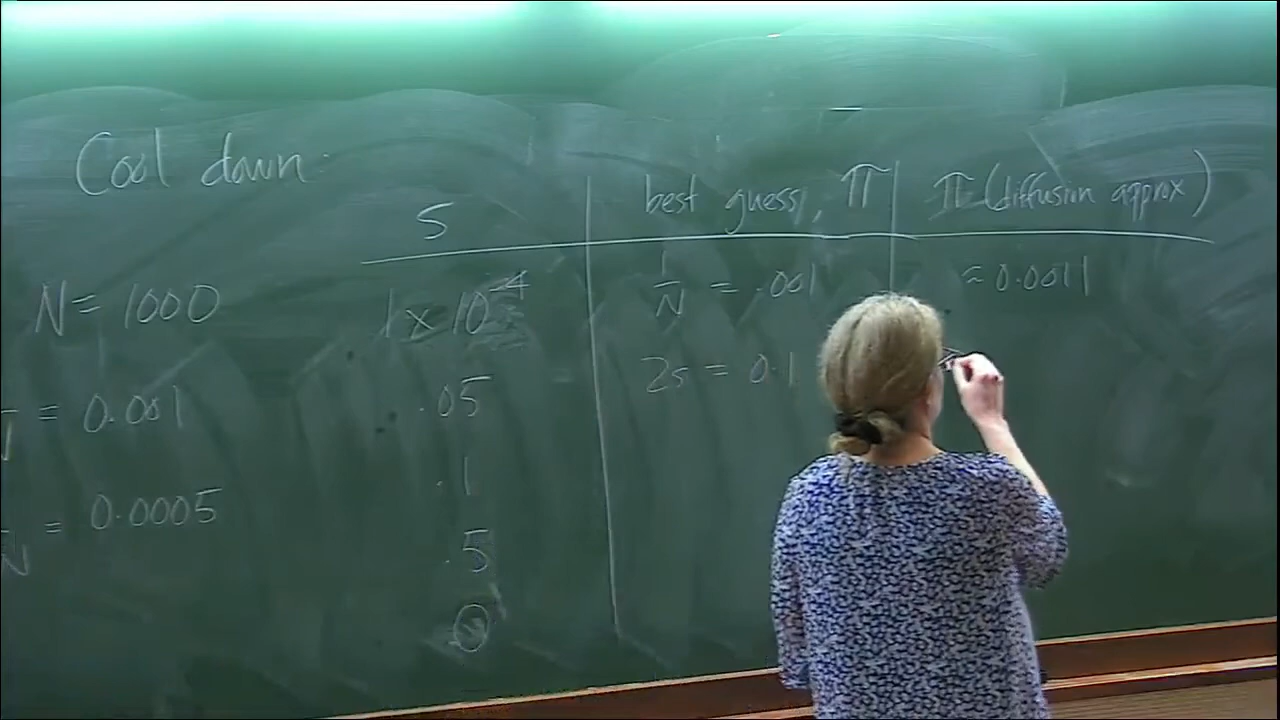 Cool down:
S best guess, π π (diffusion approx)
N = 1000 1 x 10⁻⁴ 1/N = .001 ≈ 0.0011
= 0.001 .05 2s = 0.1
.1
N = 0.0005 .5